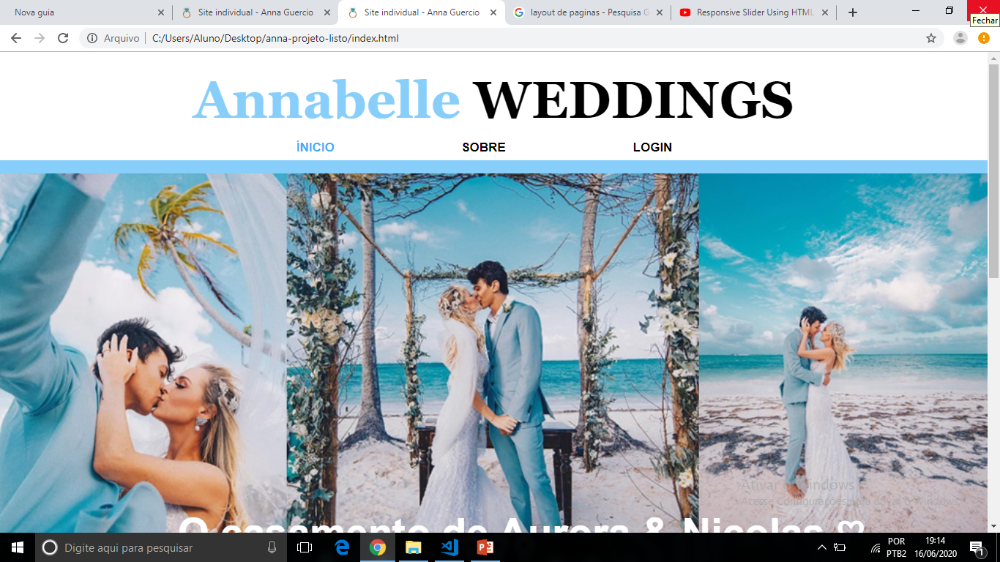 Nova guia
Site individual - Anna Guercio
Site individual - Anna Guercio
layout de paginas - Pesquisa G
Responsive Slider Using HTML
Fechar
Arquivo
C:/Users/Aluno/Desktop/anna-projeto-listo/index.html
Annabelle WEDDINGS
ÍNICIO SOBRE LOGIN
Ativar o Windows
Acesse Configurações para ativar o Windows.
O casamento de Aurora & Nicolas
Digite aqui para pesquisar
POR
PTB2
19:14
16/06/2020
1